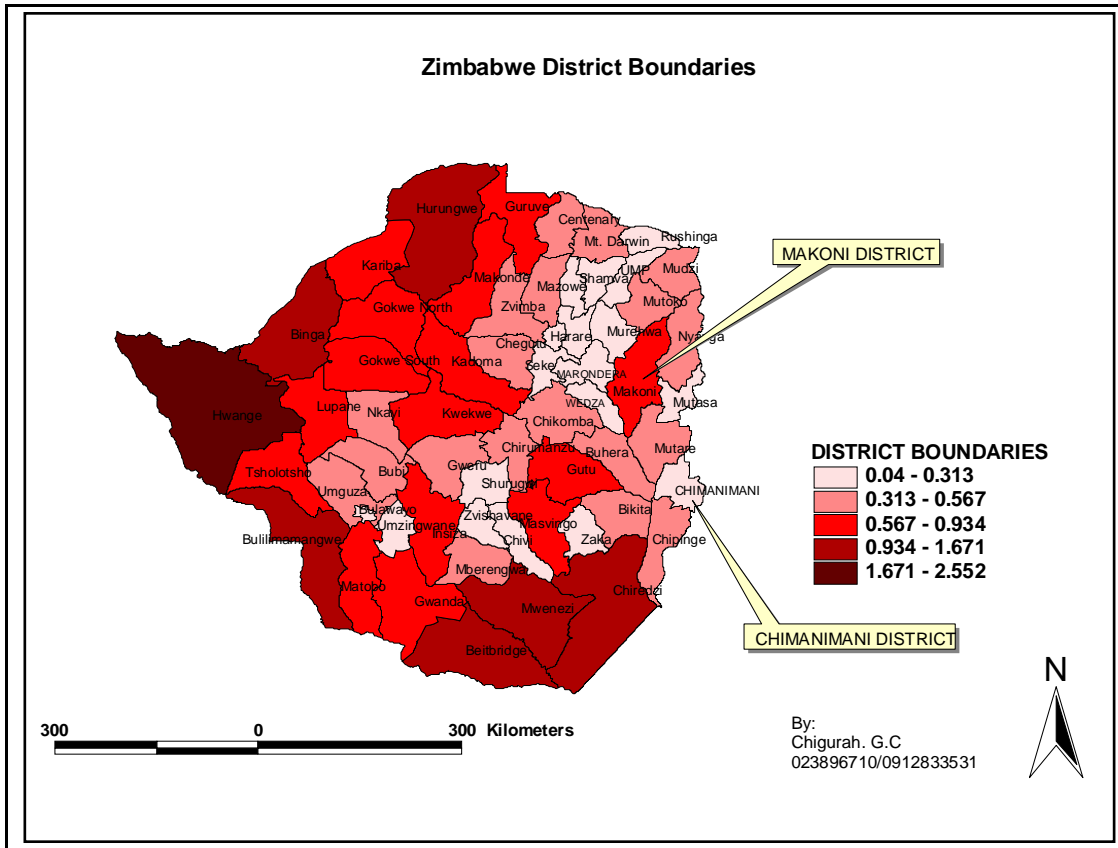 Zimbabwe District Boundaries
Hurungwe
Guruve
Centenary
Mt. Darwin
Rushinga
MAKONI DISTRICT
Kariba
Makonde
Mazowe
Shamva
UMP
Mudzi
Zvimba
Mutoko
Gokwe North
Binga
Harare
Murehwa
Nyanga
Chegutu
Gokwe South
Kadoma
Seke
MARONDERA
Makoni
Mutasa
Hwange
Lupane
Nkayi
Kwekwe
WEDZA
Chikomba
Chirumanzu
Buhera
Mutare
DISTRICT BOUNDARIES
0.04 - 0.313
0.313 - 0.567
0.567 - 0.934
0.934 - 1.671
1.671 - 2.552
Tsholotsho
Bubi
Gweru
Gutu
Umguza
Shurugwi
CHIMANIMANI
Bulawayo
Zvishavane
Bikita
Umzingwane
Insiza
Masvingo
Bulilimamangwe
Chivi
Zaka
Chipinge
Mberengwa
Matobo
Gwanda
Mwenezi
Chiredzi
Beitbridge
CHIMANIMANI DISTRICT
N
300 0 300 Kilometers
By:
Chigurah. G.C
023896710/0912833531